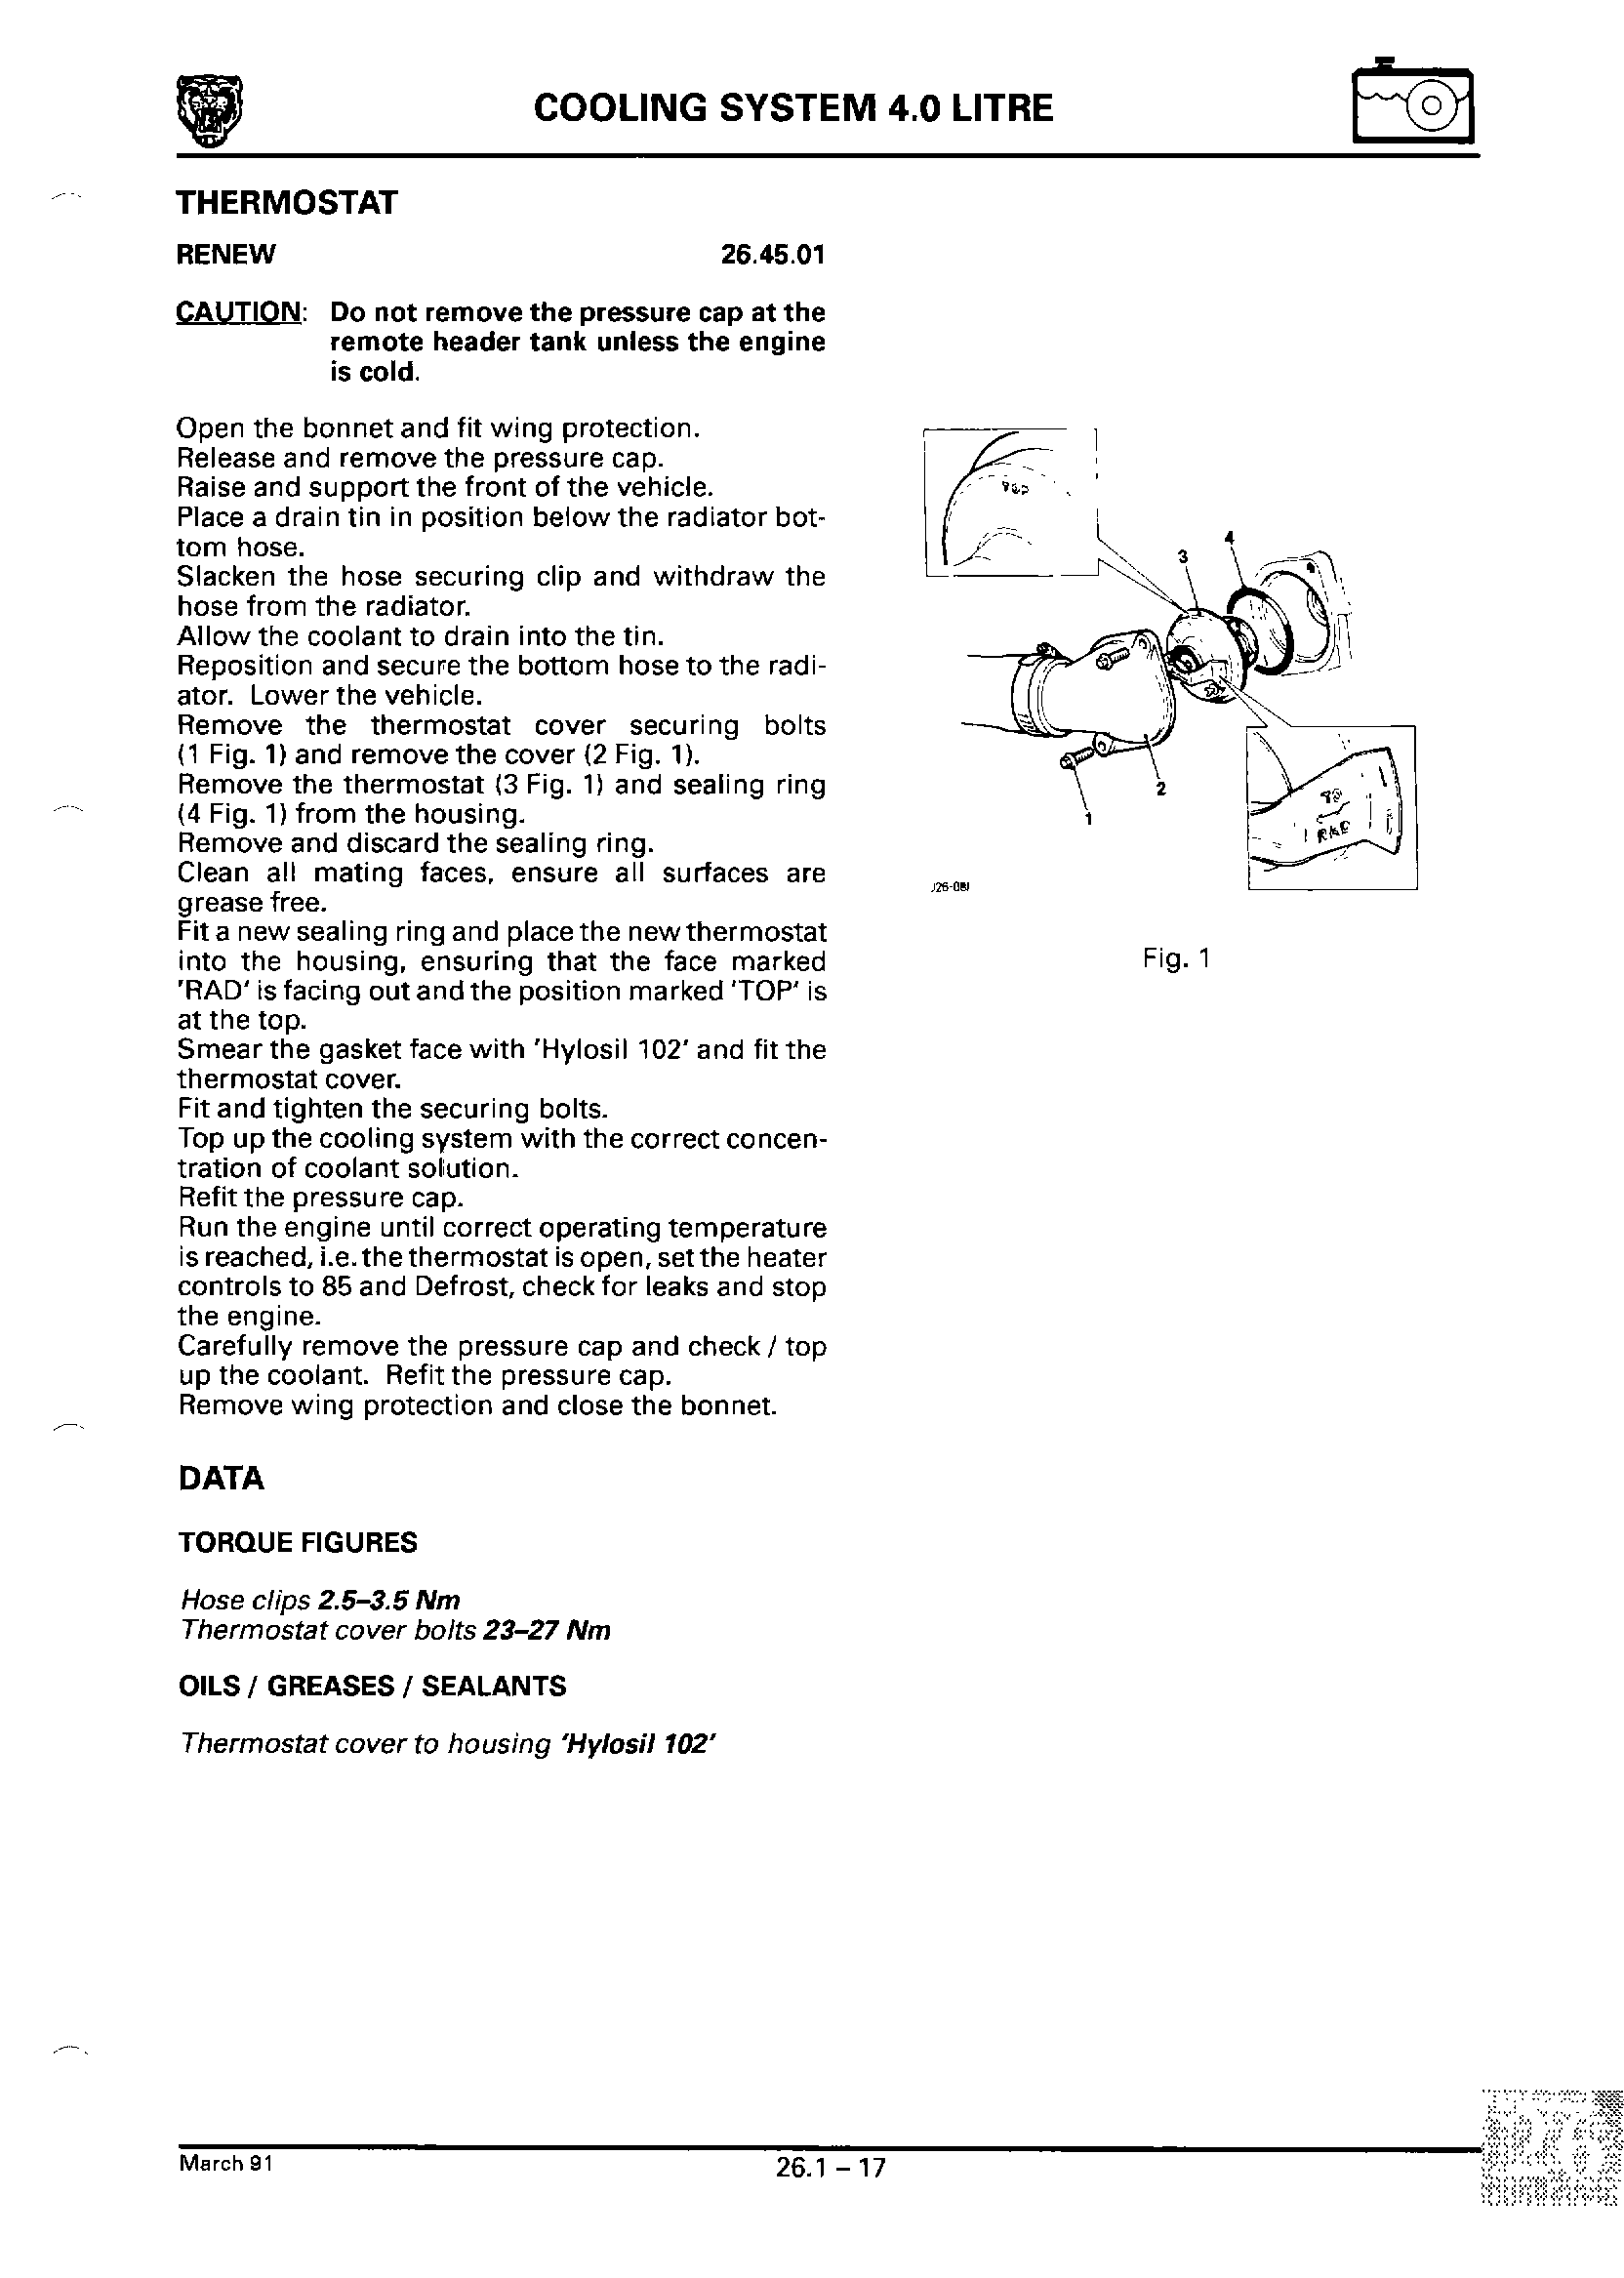 COOLING SYSTEM 4.0 LITRE
THERMOSTAT
RENEW 26.45.01
CAUTION: Do not remove the pressure cap at the
remote header tank unless the engine
is cold.
Open the bonnet and fit wing protection.
Release and remove the pressure cap.
Raise and support the front of the vehicle.
Place a drain tin in position below the radiator bot-
tom hose.
Slacken the hose securing clip and withdraw the
hose from the radiator.
Allow the coolant to drain into the tin.
Reposition and secure the bottom hose to the radi-
ator. Lower the vehicle.
Remove the thermostat cover securing bolts
(1 Fig. 1) and remove the cover (2 Fig. 1).
Remove the thermostat (3 Fig. 1) and sealing ring
(4 Fig. 1) from the housing.
Remove and discard the sealing ring.
Clean all mating faces, ensure all surfaces are
grease free.
Fit a new sealing ring and place the new thermostat
into the housing, ensuring that the face marked
'RAD' is facing out and the position marked 'TOP' is
at the top.
Smear the gasket face with 'Hylosil 102' and fit the
thermostat cover.
Fit and tighten the securing bolts.
Top up the cooling system with the correct concen-
tration of coolant solution.
Refit the pressure cap.
Run the engine until correct operating temperature
is reached, i.e. the thermostat is open, set the heater
controls to 85 and Defrost, check for leaks and stop
the engine.
Carefully remove the pressure cap and check / top
up the coolant. Refit the pressure cap.
Remove wing protection and close the bonnet.
DATA
TORQUE FIGURES
Hose clips 2.5–3.5 Nm
Thermostat cover bolts 23–27 Nm
OILS / GREASES / SEALANTS
Thermostat cover to housing 'Hylosil 102'
TOP
3
4
2
1
TO
RAD
Fig. 1
March 91
26.1 – 17